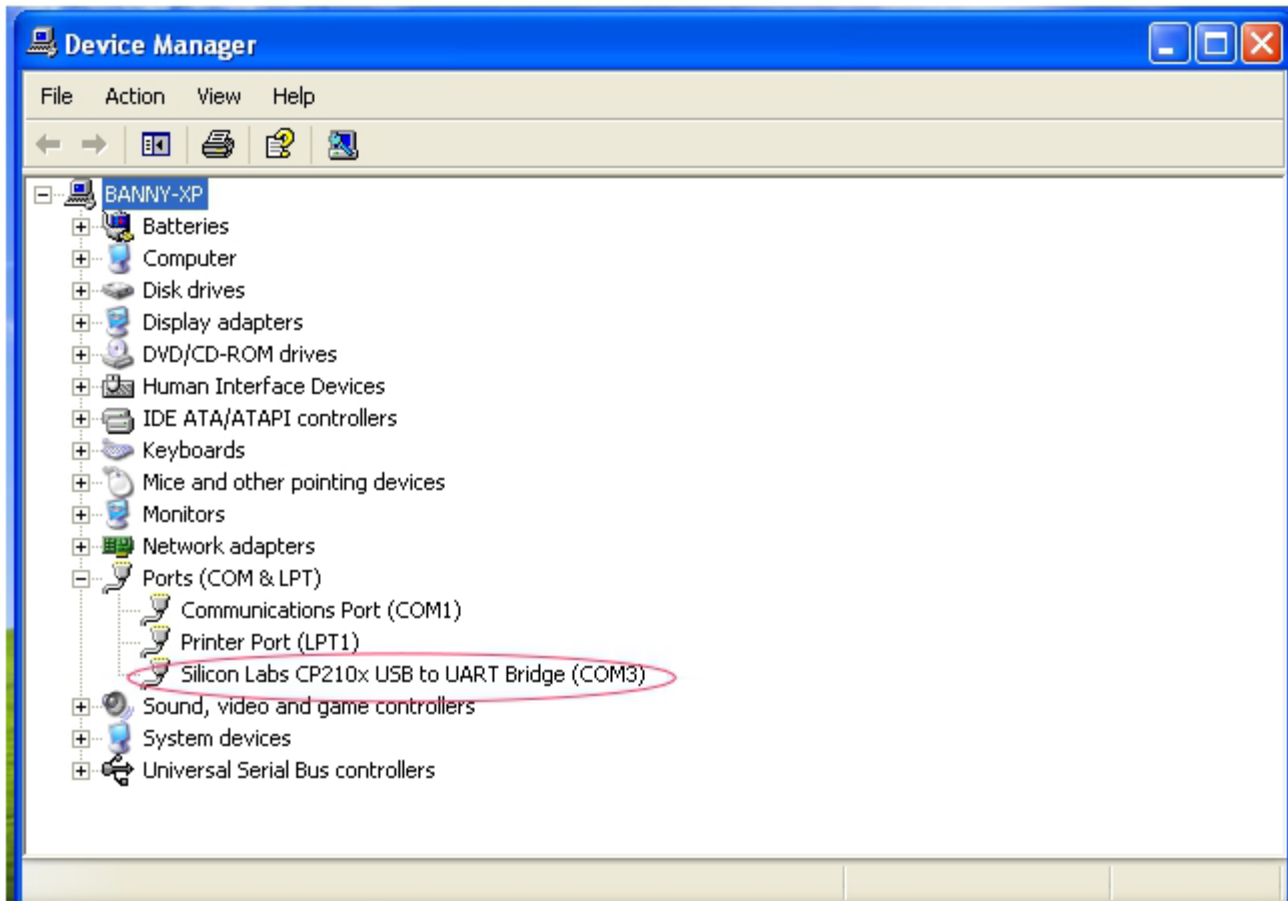 Device Manager
File Action View Help
BANNY-XP
Batteries
Computer
Disk drives
Display adapters
DVD/CD-ROM drives
Human Interface Devices
IDE ATA/ATAPI controllers
Keyboards
Mice and other pointing devices
Monitors
Network adapters
Ports (COM & LPT)
Communications Port (COM1)
Printer Port (LPT1)
Silicon Labs CP210x USB to UART Bridge (COM3)
Sound, video and game controllers
System devices
Universal Serial Bus controllers